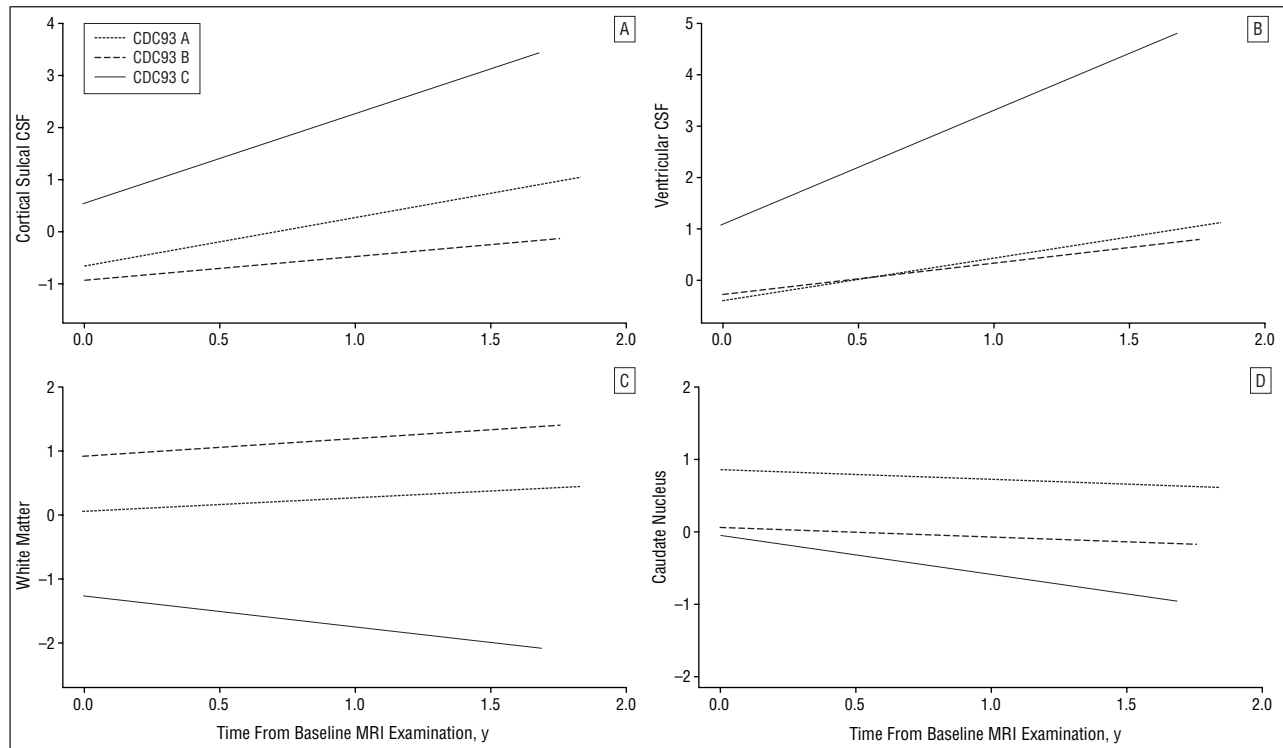 A
CDC93 A
CDC93 B
CDC93 C
Cortical Sulcal CSF
4
3
2
1
0
–1
0.0 0.5 1.0 1.5 2.0
B
Ventricular CSF
5
4
3
2
1
0
0.0 0.5 1.0 1.5 2.0
C
White Matter
2
1
0
–1
–2
0.0 0.5 1.0 1.5 2.0
Time From Baseline MRI Examination, y
D
Caudate Nucleus
2
1
0
–1
–2
0.0 0.5 1.0 1.5 2.0
Time From Baseline MRI Examination, y